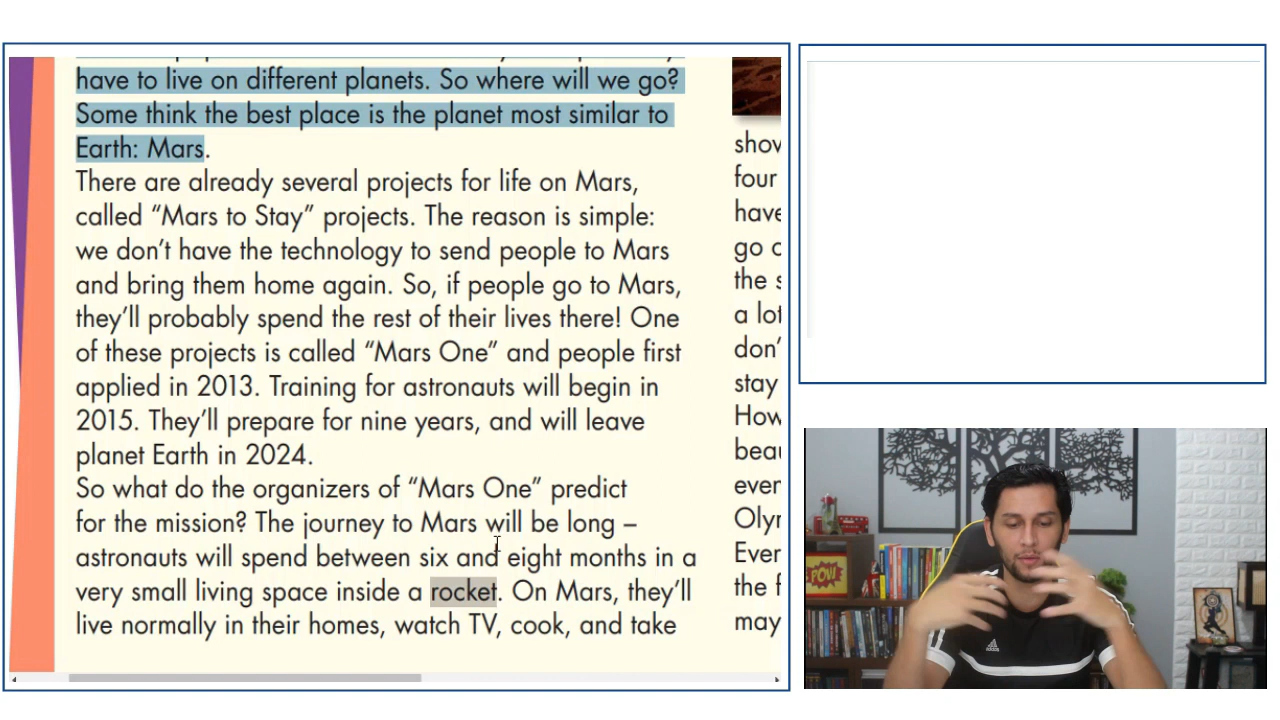 have to live on different planets. So where will we go?
Some think the best place is the planet most similar to
Earth: Mars.
There are already several projects for life on Mars,
called “Mars to Stay” projects. The reason is simple:
we don’t have the technology to send people to Mars
and bring them home again. So, if people go to Mars,
they’ll probably spend the rest of their lives there! One
of these projects is called “Mars One” and people first
applied in 2013. Training for astronauts will begin in
2015. They’ll prepare for nine years, and will leave
planet Earth in 2024.
So what do the organizers of “Mars One” predict
for the mission? The journey to Mars will be long –
astronauts will spend between six and eight months in a
very small living space inside a rocket. On Mars, they’ll
live normally in their homes, watch TV, cook, and take
four
have
go
the
a lot
don’
stay
How
even
Even
the f
may
POW
adidas